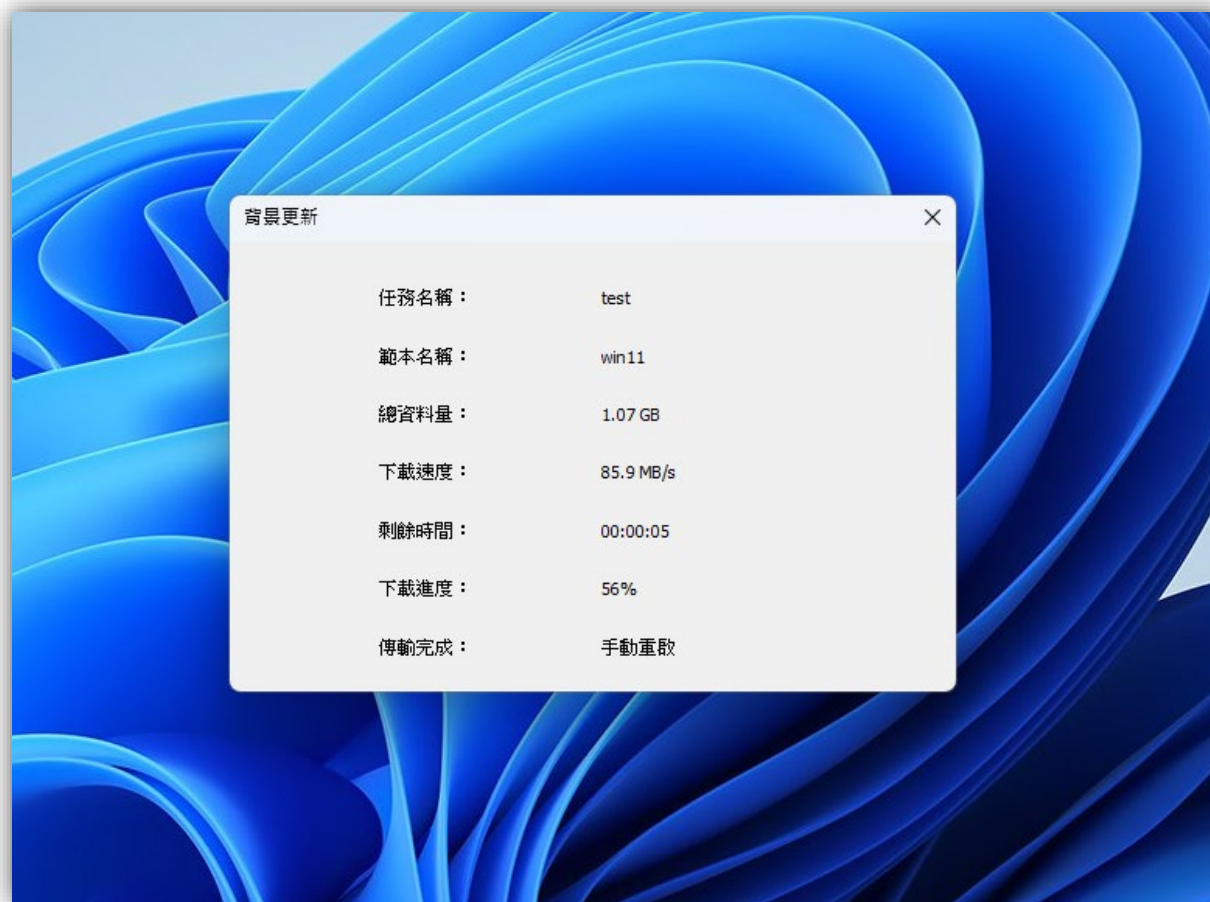 背景更新
任務名稱： test
範本名稱： win11
總資料量： 1.07 GB
下載速度： 85.9 MB/s
剩餘時間： 00:00:05
下載進度： 56%
傳輸完成： 手動重啟